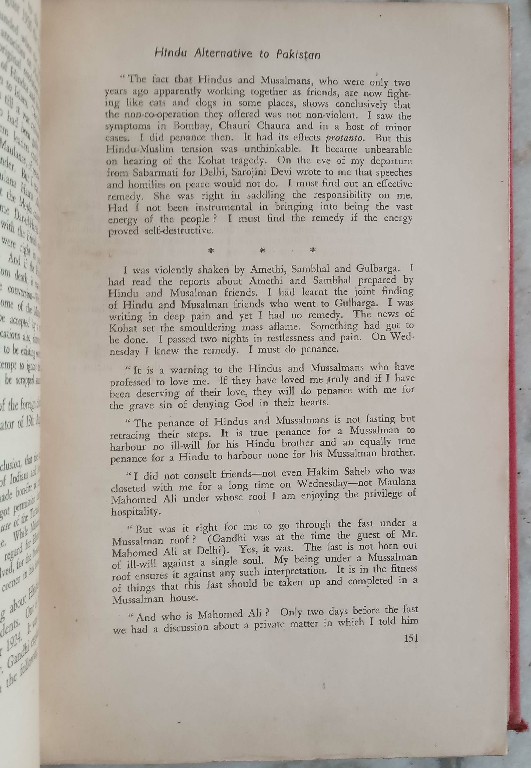 Hindu Alternative to Pakistan
"The fact that Hindus and Musalmans, who were only two
years ago apparently working together as friends, are now fight-
ing like cats and dogs in some places, shows conclusively that
the non-co-operation they offered was not non-violent. I saw the
symptoms in Bombay, Chauri Chaura and in a host of minor
cases. I did penance then. It had its effects protanto. But this
Hindu-Muslim tension was unthinkable. It became unbearable
on hearing of the Kohat tragedy. On the eve of my departure
from Sabarmati for Delhi, Sarojini Devi wrote to me that speeches
and homilies on peace would not do. I must find out an effective
remedy. She was right in saddling the responsibility on me.
Had I not been instrumental in bringing into being the vast
energy of the people? I must find the remedy if the energy
proved self-destructive.
* * *
I was violently shaken by Amethi, Sambhal and Gulbarga. I
had read the reports about Amethi and Sambhal prepared by
Hindu and Musalman friends. I had learnt the joint finding
of Hindu and Musalman friends who went to Gulbarga. I was
writing in deep pain and yet I had no remedy. The news of
Kohat set the smouldering mass aflame. Something had got to
be done. I passed two nights in restlessness and pain. On Wed-
nesday I knew the remedy. I must do penance.
"It is a warning to the Hindus and Mussalmans who have
professed to love me. If they have loved me truly and if I have
been deserving of their love, they will do penance with me for
the grave sin of denying God in their hearts.
"The penance of Hindus and Mussalmans is not fasting but
retracing their steps. It is true penance for a Mussalman to
harbour no ill-will for his Hindu brother and an equally true
penance for a Hindu to harbour none for his Mussalman brother.
"I did not consult friends—not even Hakim Saheb who was
closeted with me for a long time on Wednesday—not Maulana
Mahomed Ali under whose roof I am enjoying the privilege of
hospitality.
"But was it right for me to go through the fast under a
Mussalman roof? (Gandhi was at the time the guest of Mr.
Mahomed Ali at Delhi). Yes, it was. The fast is not born out
of ill-will against a single soul. My being under a Mussalman
roof ensures it against any such interpretation. It is in the fitness
of things that this fast should be taken up and completed in a
Mussalman house.
"And who is Mahomed Ali? Only two days before the fast
we had a discussion about a private matter in which I told him
151